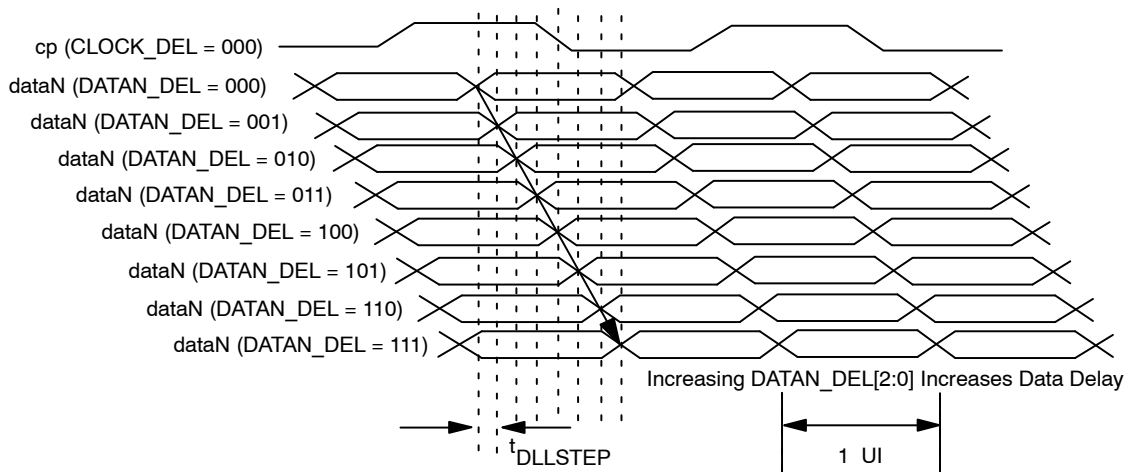 cp (CLOCK_DEL = 000)
dataN (DATAN_DEL = 000)
dataN (DATAN_DEL = 001)
dataN (DATAN_DEL = 010)
dataN (DATAN_DEL = 011)
dataN (DATAN_DEL = 100)
dataN (DATAN_DEL = 101)
dataN (DATAN_DEL = 110)
dataN (DATAN_DEL = 111)
Increasing DATAN_DEL[2:0] Increases Data Delay
tDLLSTEP
1 UI